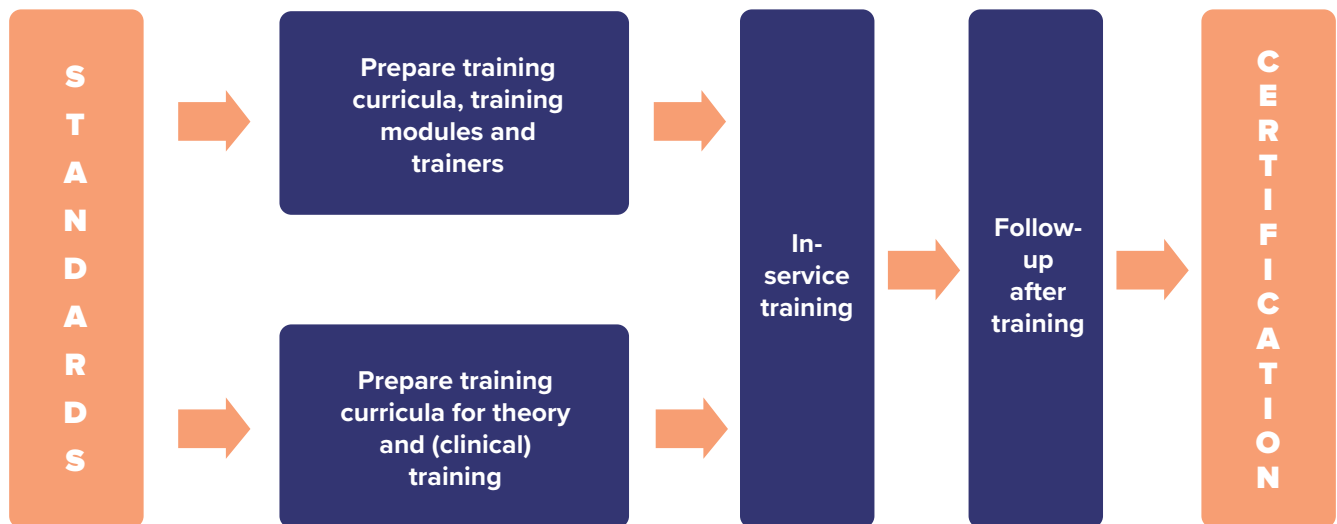 STANDARDS
Prepare training
curricula, training
modules and
trainers
Prepare training
curricula for theory
and (clinical)
training
In-
service
training
Follow-
up
after
training
CERTIFICATION